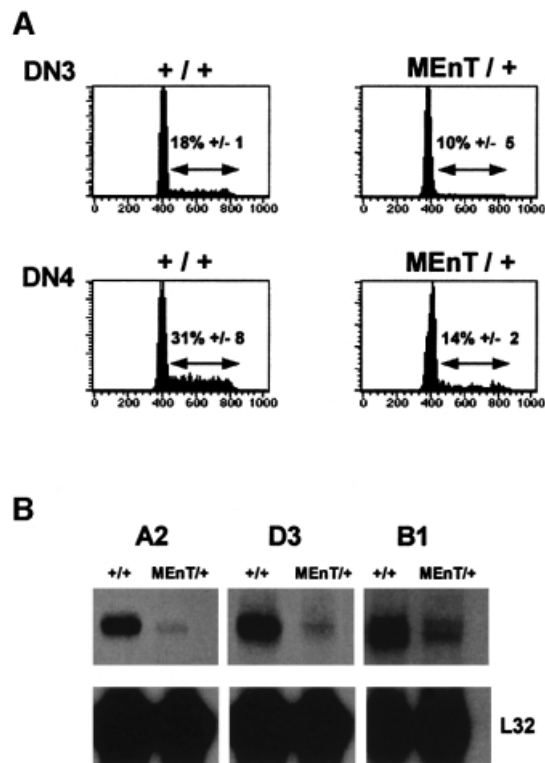 A
DN3
+ / +
MEnT / +
18% +/- 1
10% +/- 5
0 200 400 600 800 1000
0 200 400 600 800 1000
DN4
+ / +
MEnT / +
31% +/- 8
14% +/- 2
0 200 400 600 800 1000
0 200 400 600 800 1000
B
A2 D3 B1
+/+ MEnT/+ +/+ MEnT/+ +/+ MEnT/+
L32